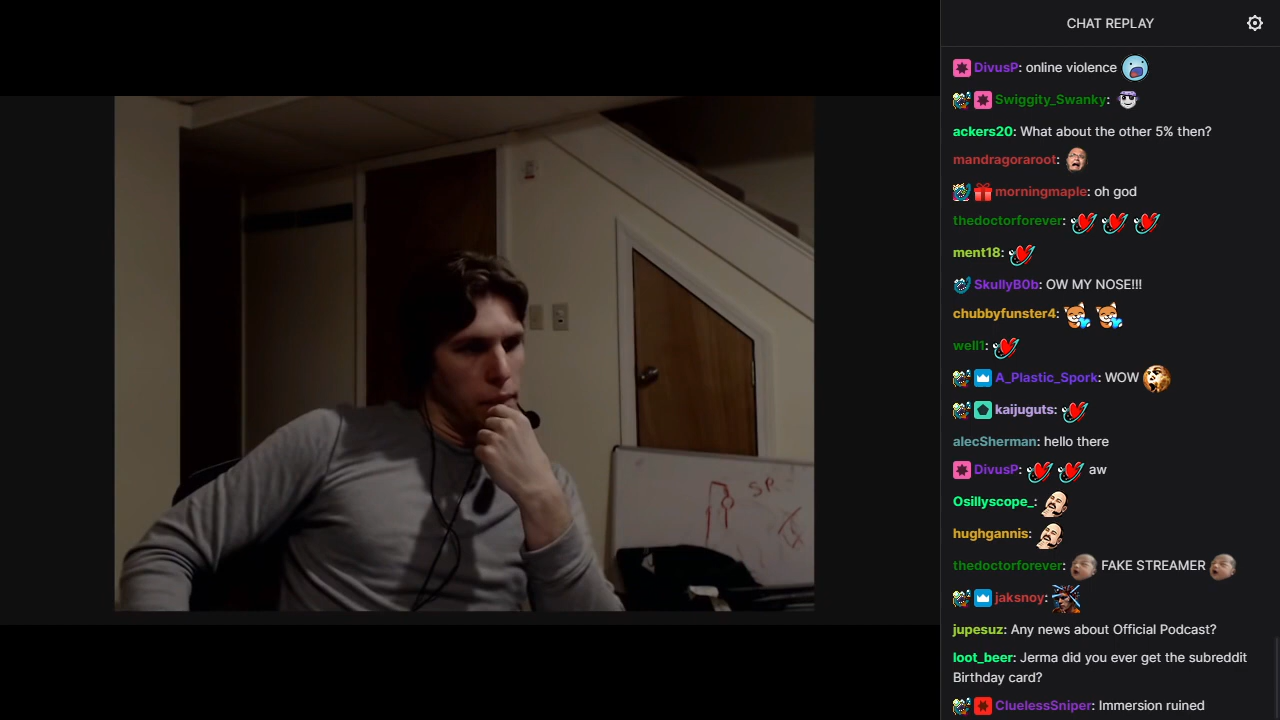 CHAT REPLAY
DivusP: online violence
Swiggity_Swanky:
ackers20: What about the other 5% then?
mandragoraroot:
morningmaple: oh god
thedoctorforever:
ment18:
SkullyB0b: OW MY NOSE!!!
chubbyfunster4:
well1:
A_Plastic_Spork: WOW
kaijuguts:
alecSherman: hello there
DivusP: aw
Osillyscope_:
hughgannis:
thedoctorforever: FAKE STREAMER
jaksnoy:
jupesuz: Any news about Official Podcast?
loot_beer: Jerma did you ever get the subreddit
Birthday card?
CluelessSniper: Immersion ruined